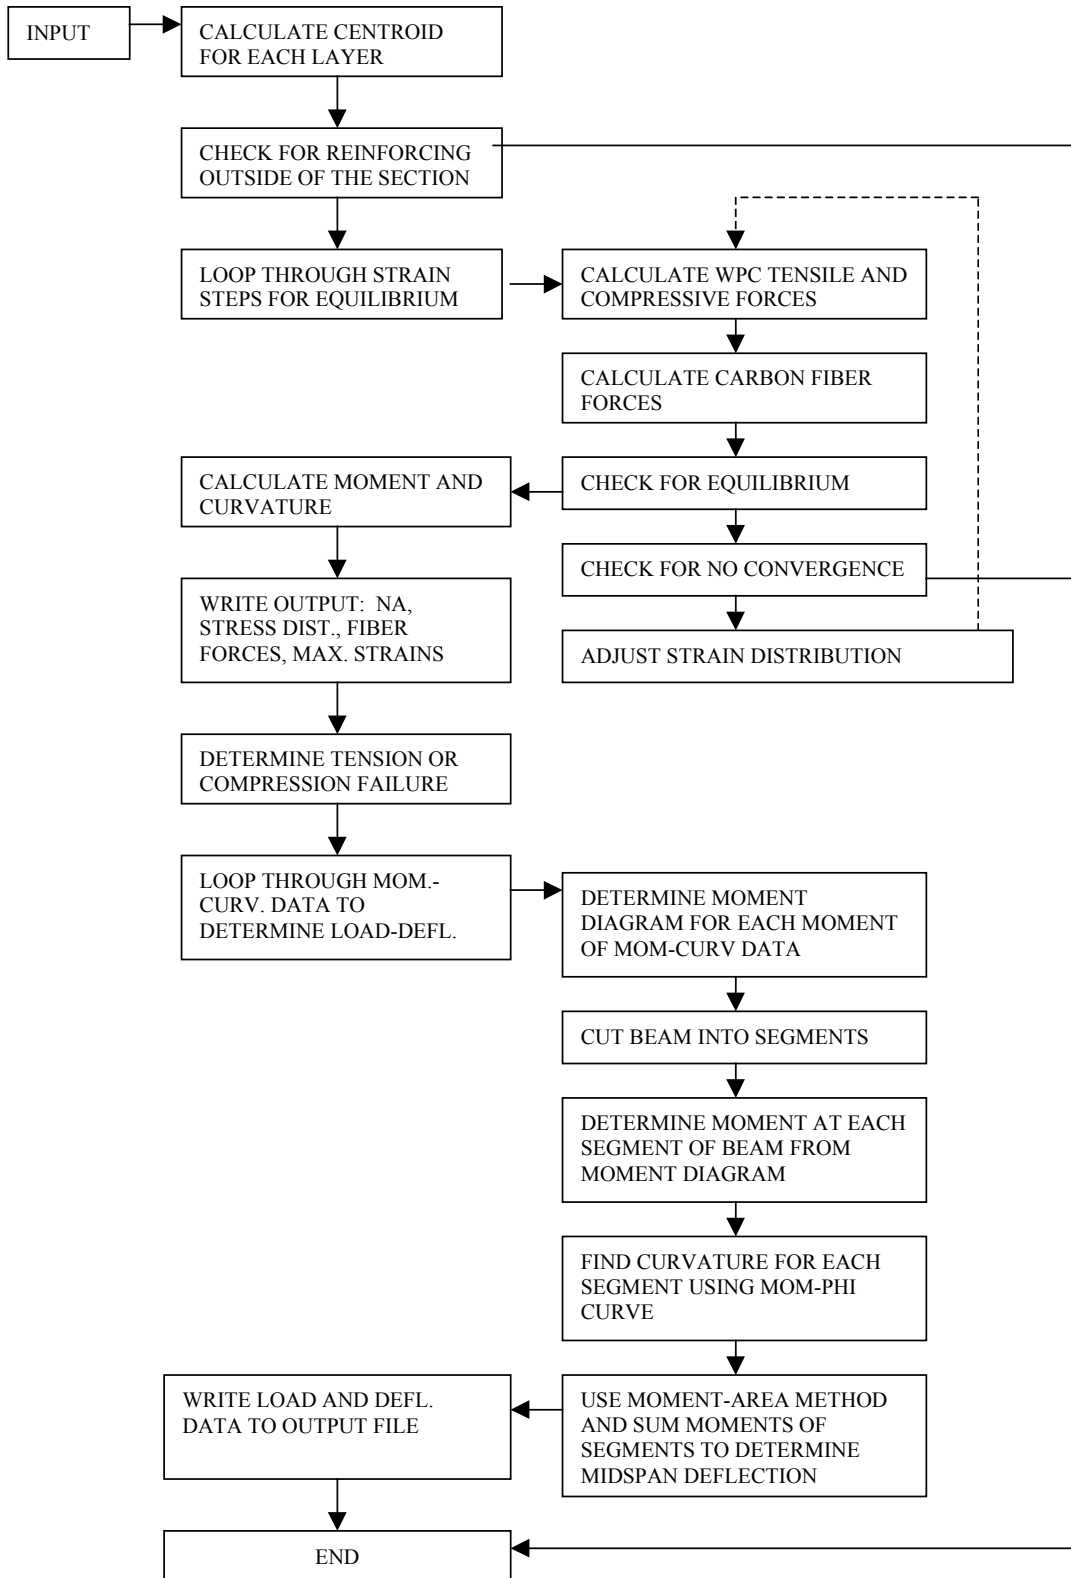 INPUT
CALCULATE CENTROID
FOR EACH LAYER
CHECK FOR REINFORCING
OUTSIDE OF THE SECTION
LOOP THROUGH STRAIN
STEPS FOR EQUILIBRIUM
CALCULATE WPC TENSILE AND
COMPRESSIVE FORCES
CALCULATE CARBON FIBER
FORCES
CHECK FOR EQUILIBRIUM
CALCULATE MOMENT AND
CURVATURE
CHECK FOR NO CONVERGENCE
WRITE OUTPUT: NA,
STRESS DIST., FIBER
FORCES, MAX. STRAINS
ADJUST STRAIN DISTRIBUTION
DETERMINE TENSION OR
COMPRESSION FAILURE
LOOP THROUGH MOM.-
CURV. DATA TO
DETERMINE LOAD-DEFL.
DETERMINE MOMENT
DIAGRAM FOR EACH MOMENT
OF MOM-CURV DATA
CUT BEAM INTO SEGMENTS
DETERMINE MOMENT AT EACH
SEGMENT OF BEAM FROM
MOMENT DIAGRAM
FIND CURVATURE FOR EACH
SEGMENT USING MOM-PHI
CURVE
USE MOMENT-AREA METHOD
AND SUM MOMENTS OF
SEGMENTS TO DETERMINE
MIDSPAN DEFLECTION
WRITE LOAD AND DEFL.
DATA TO OUTPUT FILE
END